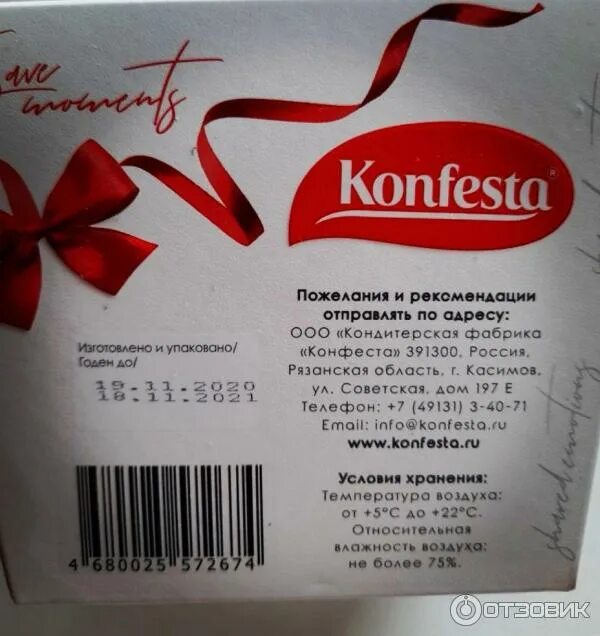 moments
Konfesta®
Пожелания и рекомендации
отправлять по адресу:
ООО «Кондитерская фабрика
«Конфеста» 391300, Россия,
Рязанская область, г. Касимов,
ул. Советская, дом 197 Е
Телефон: +7 (49131) 3-40-71
Email: info@konfesta.ru
www.konfesta.ru
Изготовлено и упаковано/
Годен до/
19.11.2020
18.11.2021
Условия хранения:
Температура воздуха:
от +5°C до +22°C.
Относительная
влажность воздуха:
не более 75%.
4 680025 572674
shared emotions
ОТЗОВИК